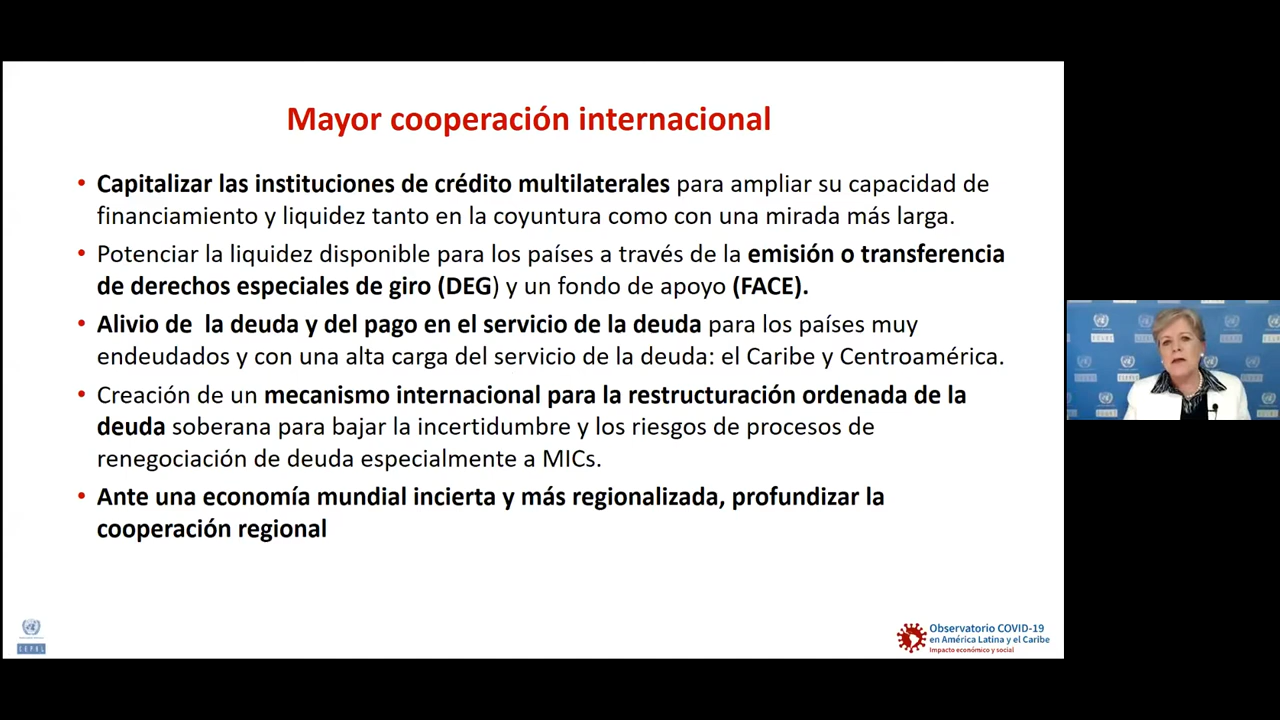 Mayor cooperación internacional
• Capitalizar las instituciones de crédito multilaterales para ampliar su capacidad de
financiamiento y liquidez tanto en la coyuntura como con una mirada más larga.
• Potenciar la liquidez disponible para los países a través de la emisión o transferencia
de derechos especiales de giro (DEG) y un fondo de apoyo (FACE).
• Alivio de la deuda y del pago en el servicio de la deuda para los países muy
endeudados y con una alta carga del servicio de la deuda: el Caribe y Centroamérica.
• Creación de un mecanismo internacional para la restructuración ordenada de la
deuda soberana para bajar la incertidumbre y los riesgos de procesos de
renegociación de deuda especialmente a MICs.
• Ante una economía mundial incierta y más regionalizada, profundizar la
cooperación regional
CEPAL
Observatorio COVID-19
en América Latina y el Caribe
Impacto económico y social